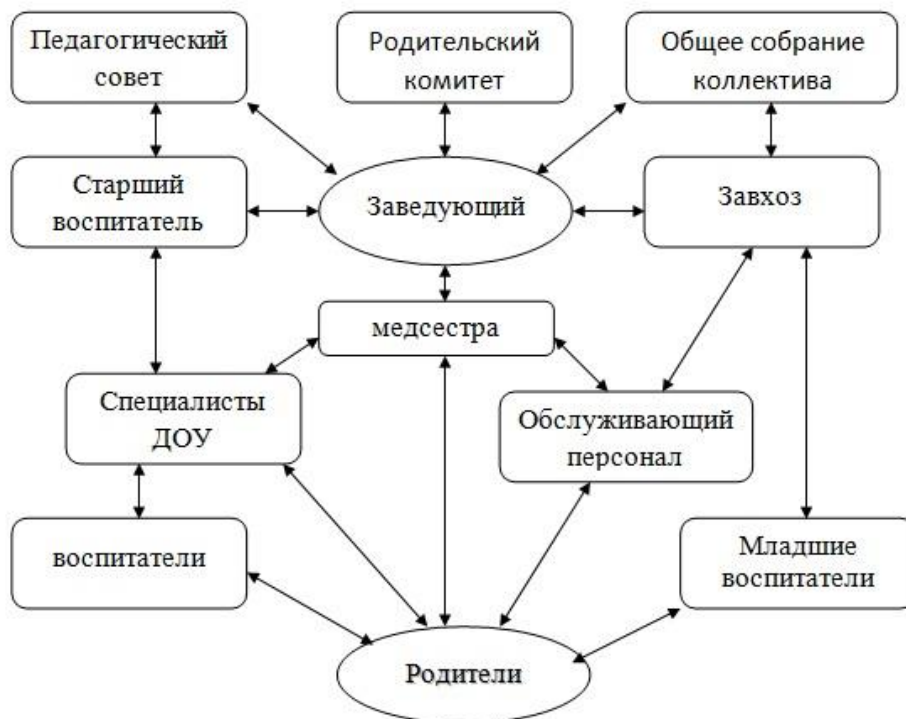 Педагогический
совет
Родительский
комитет
Общее собрание
коллектива
Старший
воспитатель
Заведующий
Завхоз
медсестра
Специалисты
ДОУ
Обслуживающий
персонал
воспитатели
Младшие
воспитатели
Родители